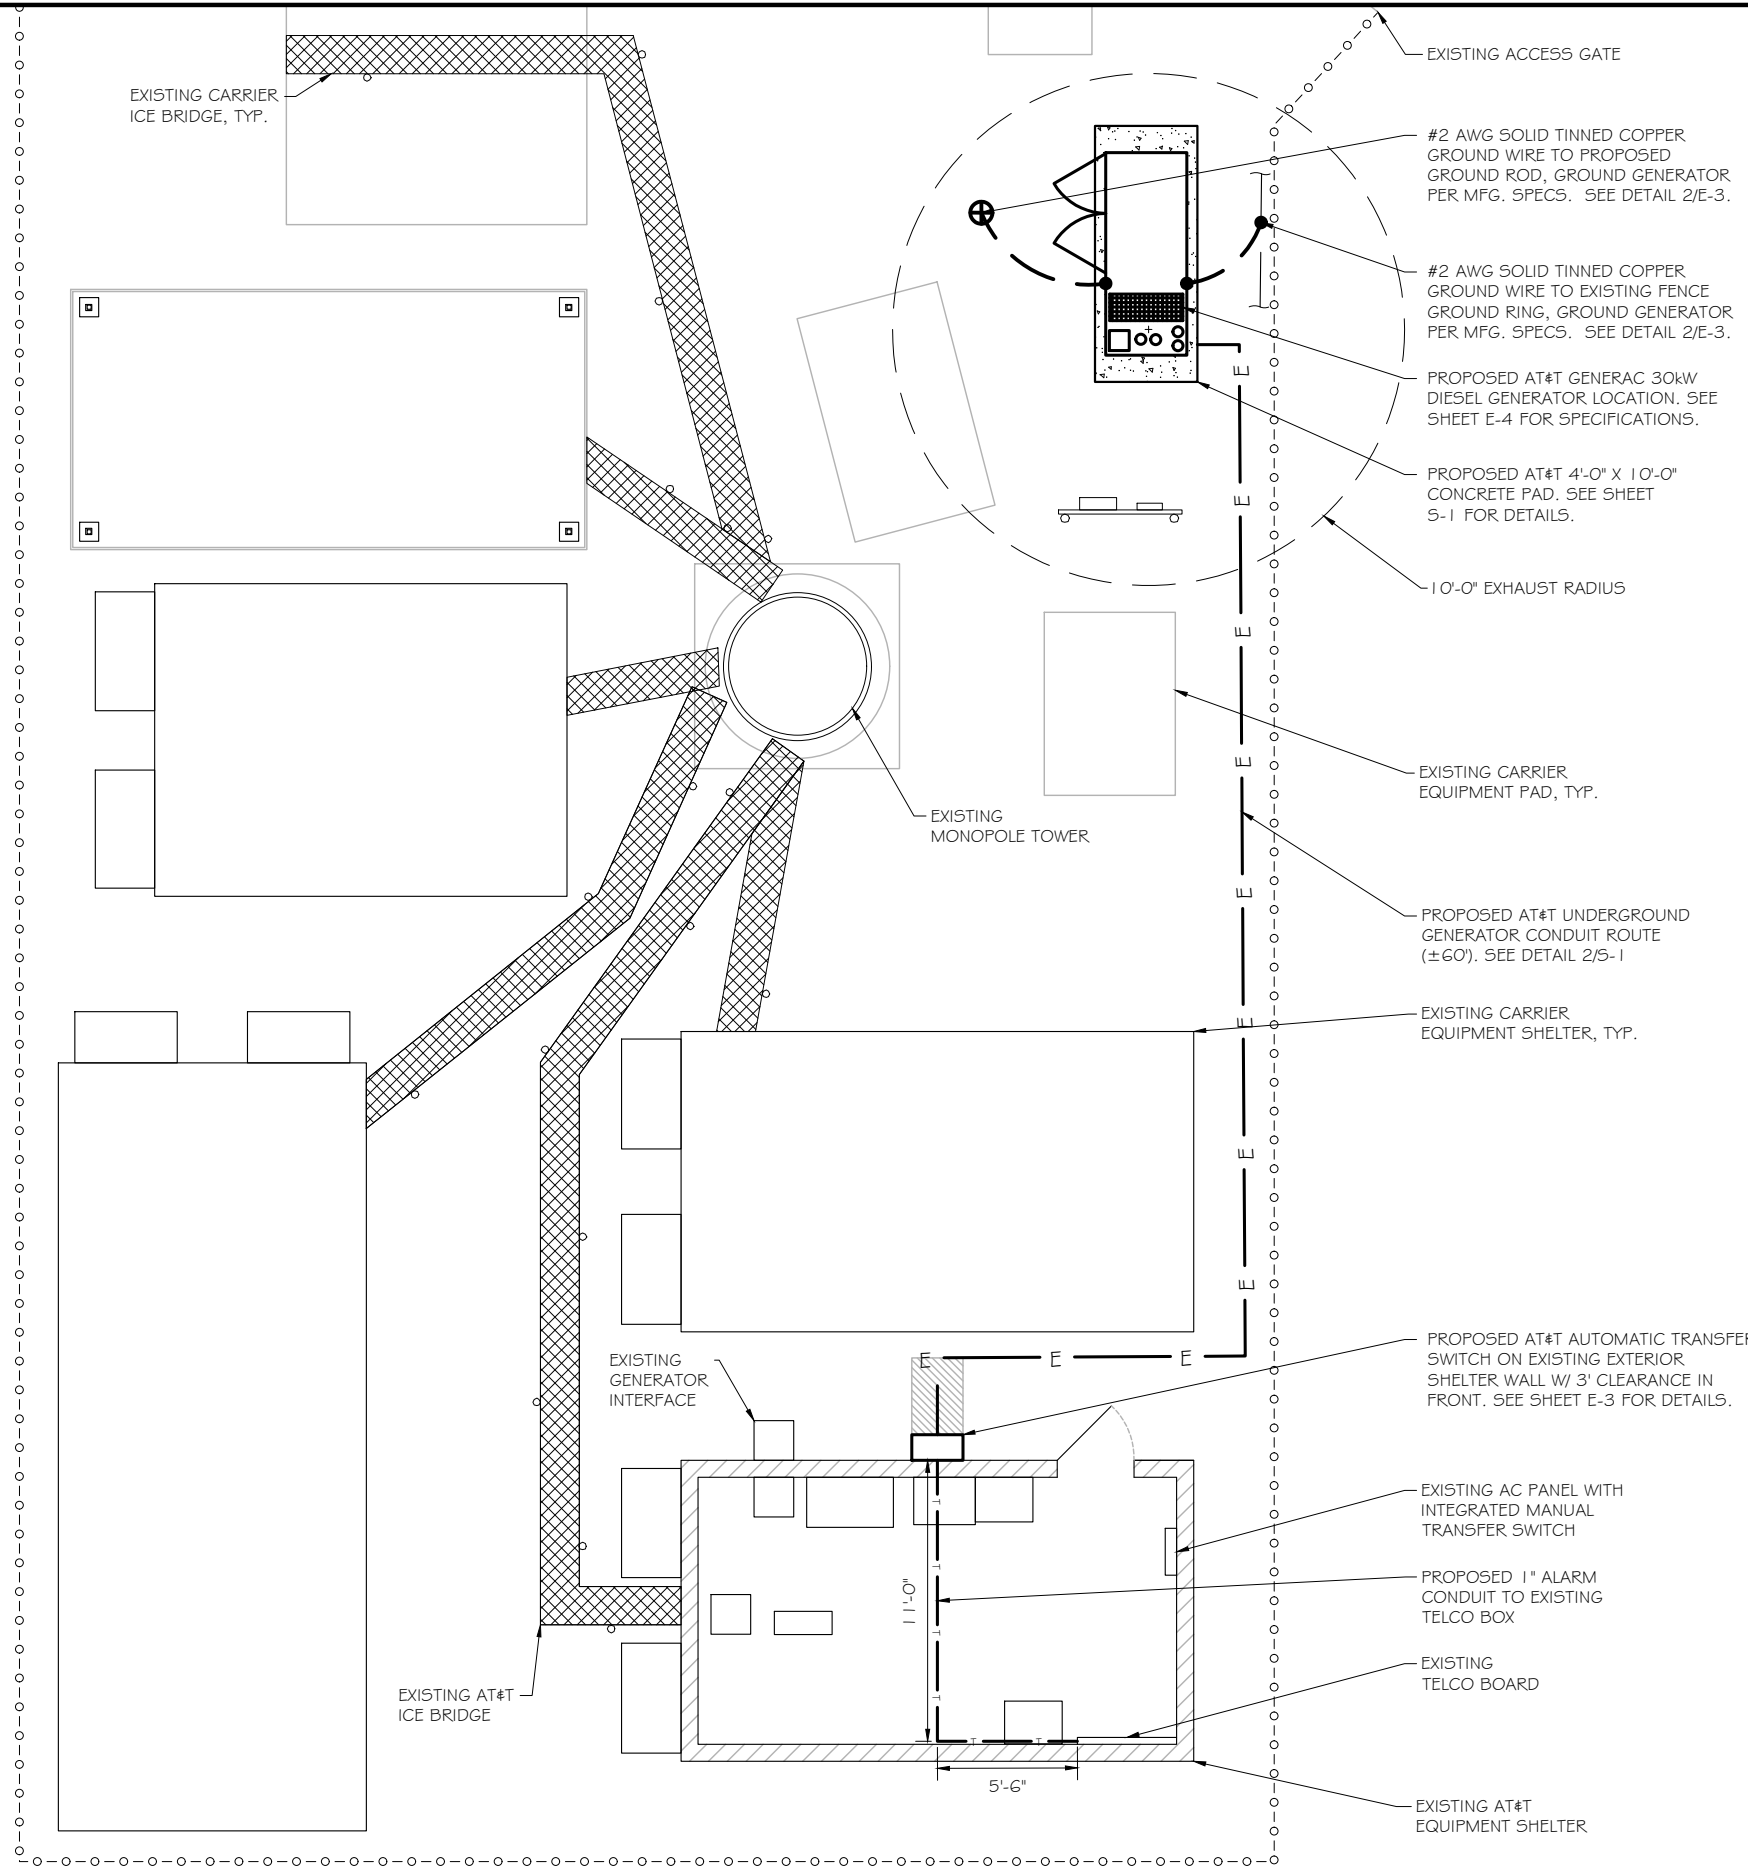 EXISTING ACCESS GATE
EXISTING CARRIER
ICE BRIDGE, TYP.
#2 AWG SOLID TINNED COPPER
GROUND WIRE TO PROPOSED
GROUND ROD, GROUND GENERATOR
PER MFG. SPECS. SEE DETAIL 2/E-3.
#2 AWG SOLID TINNED COPPER
GROUND WIRE TO EXISTING FENCE
GROUND RING, GROUND GENERATOR
PER MFG. SPECS. SEE DETAIL 2/E-3.
PROPOSED AT&T GENERAC 30kW
DIESEL GENERATOR LOCATION. SEE
SHEET E-4 FOR SPECIFICATIONS.
PROPOSED AT&T 4'-0" X 10'-0"
CONCRETE PAD. SEE SHEET
S-1 FOR DETAILS.
10'-0" EXHAUST RADIUS
EXISTING CARRIER
EQUIPMENT PAD, TYP.
EXISTING
MONOPOLE TOWER
PROPOSED AT&T UNDERGROUND
GENERATOR CONDUIT ROUTE
(±60'). SEE DETAIL 2/S-1
EXISTING CARRIER
EQUIPMENT SHELTER, TYP.
PROPOSED AT&T AUTOMATIC TRANSFER
SWITCH ON EXISTING EXTERIOR
SHELTER WALL W/ 3' CLEARANCE IN
FRONT. SEE SHEET E-3 FOR DETAILS.
EXISTING
GENERATOR
INTERFACE
EXISTING AC PANEL WITH
INTEGRATED MANUAL
TRANSFER SWITCH
PROPOSED 1" ALARM
CONDUIT TO EXISTING
TELCO BOX
EXISTING
TELCO BOARD
EXISTING AT&T
ICE BRIDGE
EXISTING AT&T
EQUIPMENT SHELTER
11'-0"
5'-6"
E
E
E
E
E
E
E
E
E
E
E
T
T
T
T
T
T